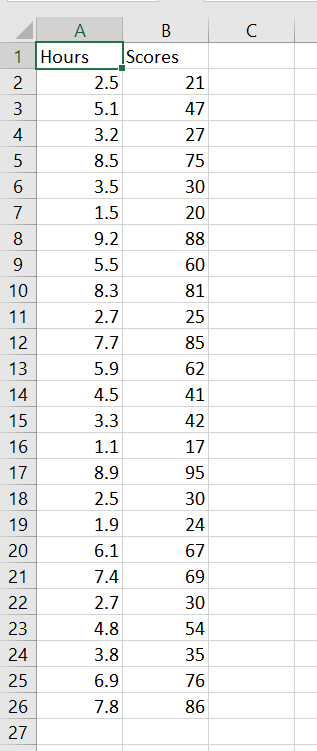 A B C
1 Hours Scores
2 2.5 21
3 5.1 47
4 3.2 27
5 8.5 75
6 3.5 30
7 1.5 20
8 9.2 88
9 5.5 60
10 8.3 81
11 2.7 25
12 7.7 85
13 5.9 62
14 4.5 41
15 3.3 42
16 1.1 17
17 8.9 95
18 2.5 30
19 1.9 24
20 6.1 67
21 7.4 69
22 2.7 30
23 4.8 54
24 3.8 35
25 6.9 76
26 7.8 86
27